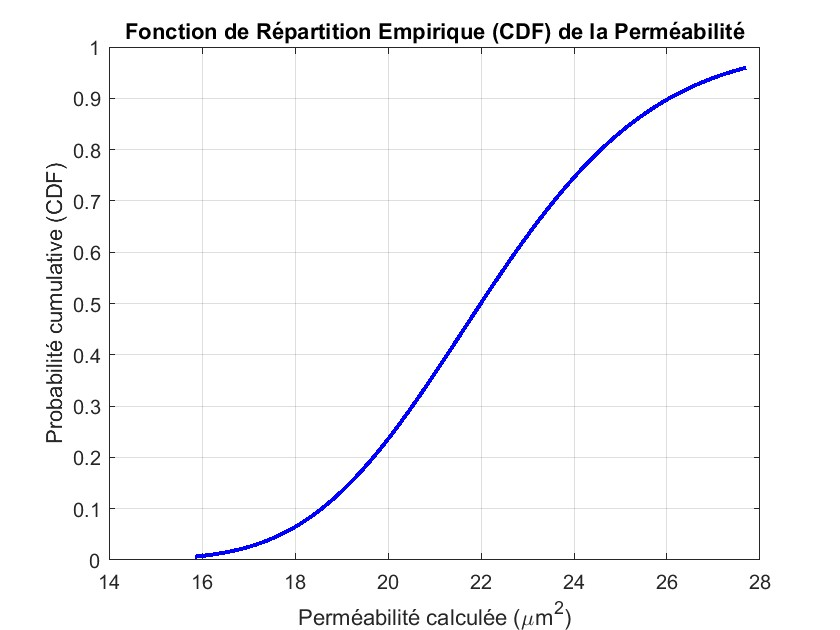 Fonction de Répartition Empirique (CDF) de la Perméabilité
1
0.9
0.8
0.7
0.6
0.5
0.4
0.3
0.2
0.1
0
Probabilité cumulative (CDF)
14 16 18 20 22 24 26 28
Perméabilité calculée (μm²)